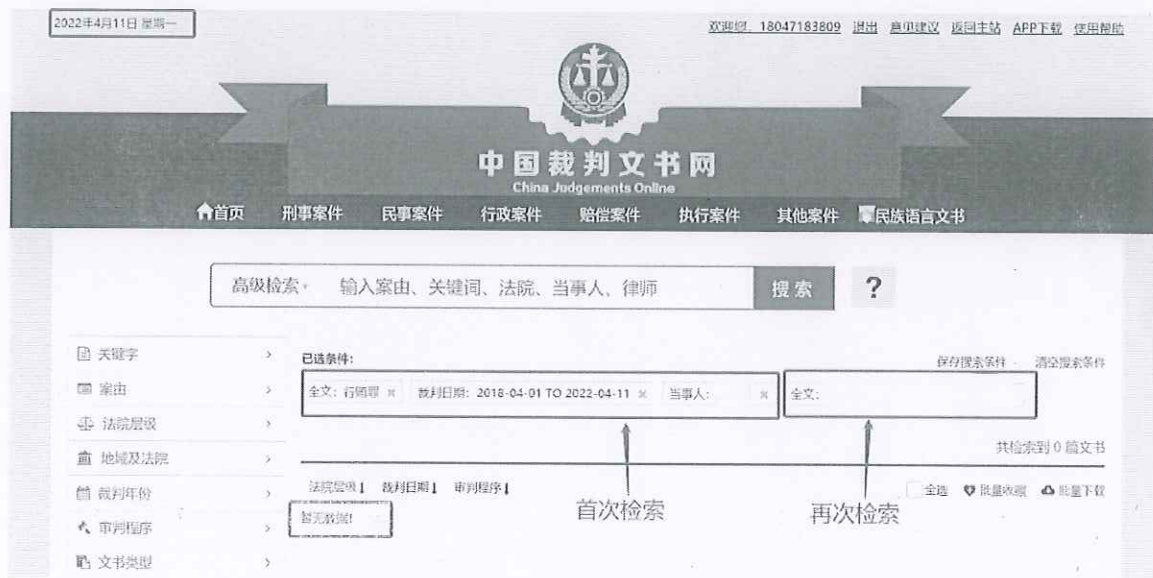 2022年4月11日 星期一
欢迎您，18047183809 退出 意见建议 返回主站 APP下载 使用帮助
中国裁判文书网
China Judgements Online
首页 刑事案件 民事案件 行政案件 赔偿案件 执行案件 其他案件 民族语言文书
高级检索 输入案由、关键词、法院、当事人、律师 搜索 ?
关键字
案由
法院层级
地域及法院
裁判年份
审判程序
文书类型
已选条件:
保存搜索条件 清空搜索条件
全文: 行贿罪 × 裁判日期: 2018-04-01 TO 2022-04-11 × 当事人: × 全文:
共检索到 0 篇文书
法院层级 裁判日期 审判程序
全选 批量收藏 批量下载
暂无数据!
首次检索
再次检索